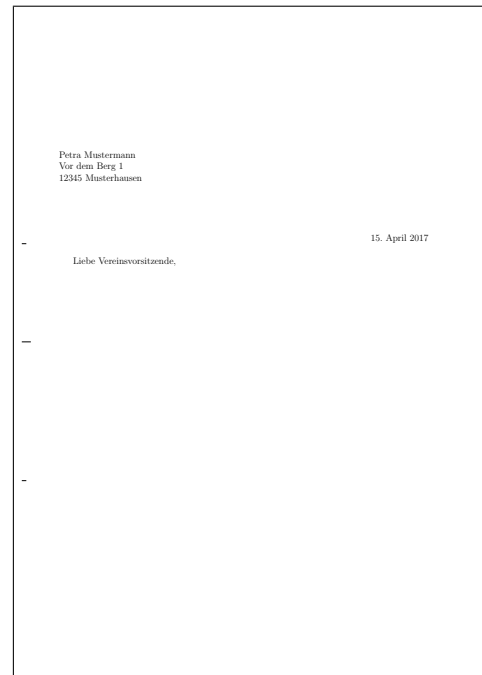 Petra Mustermann
Vor dem Berg 1
12345 Musterhausen
15. April 2017
Liebe Vereinsvorsitzende,